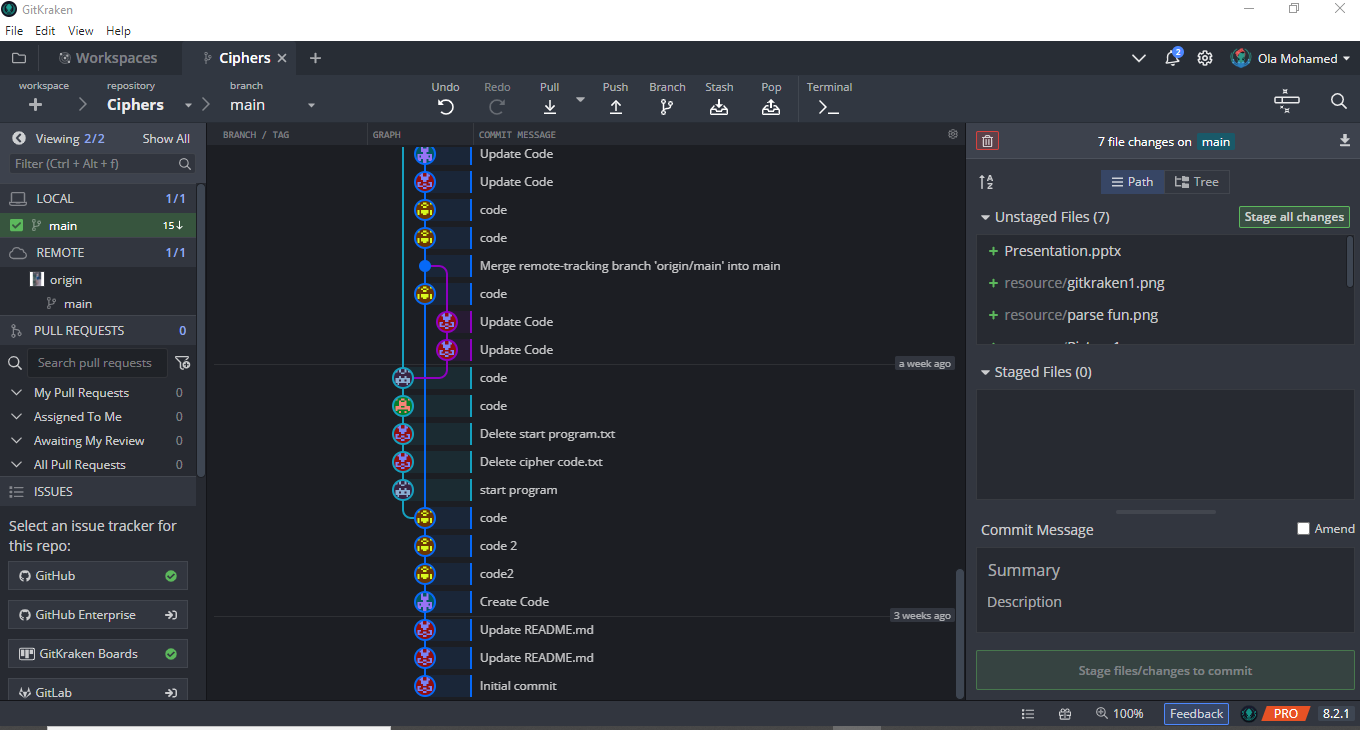 GitKraken
File Edit View Help
Workspaces Ciphers
2 Ola Mohamed
workspace repository branch
Ciphers main
Undo Redo Pull Push Branch Stash Pop Terminal
Viewing 2/2 Show All
Filter (Ctrl + Alt + f)
LOCAL 1/1
main 15↓
REMOTE 1/1
origin
main
PULL REQUESTS 0
Search pull requests
My Pull Requests 0
Assigned To Me 0
Awaiting My Review 0
All Pull Requests 0
ISSUES
Select an issue tracker for
this repo:
GitHub
GitHub Enterprise
GitKraken Boards
GitLab
BRANCH / TAG GRAPH COMMIT MESSAGE
Update Code
Update Code
code
code
Merge remote-tracking branch 'origin/main' into main
code
Update Code
Update Code
a week ago
code
code
Delete start program.txt
Delete cipher code.txt
start program
code
code 2
code2
Create Code
3 weeks ago
Update README.md
Update README.md
Initial commit
7 file changes on main
Path Tree
Unstaged Files (7) Stage all changes
+ Presentation.pptx
+ resource/gitkraken1.png
+ resource/parse fun.png
Staged Files (0)
Commit Message Amend
Summary
Description
Stage files/changes to commit
100% Feedback PRO 8.2.1